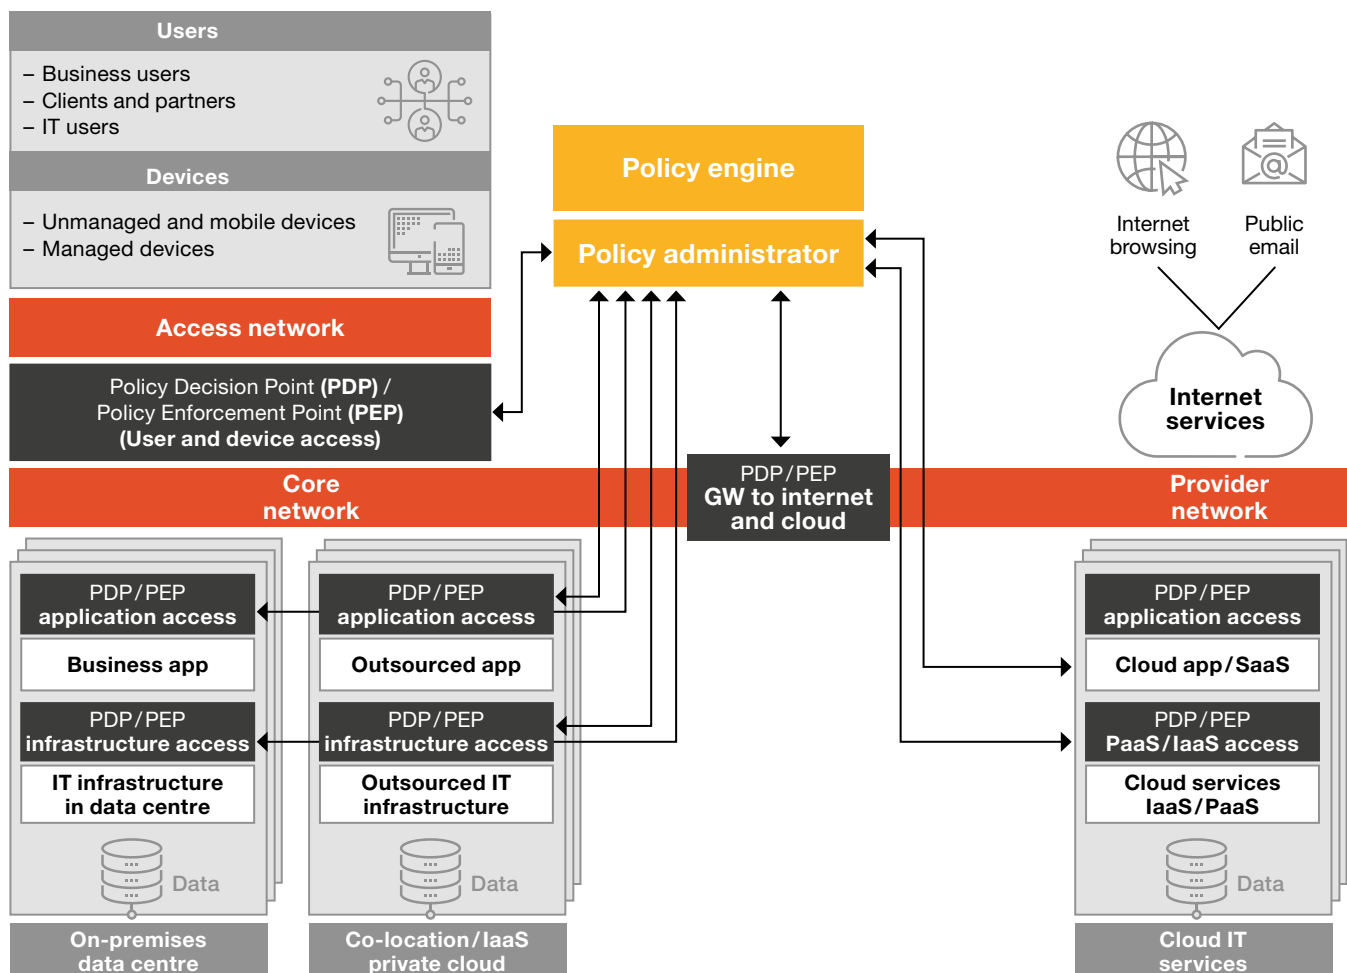 Users
– Business users
– Clients and partners
– IT users
Devices
– Unmanaged and mobile devices
– Managed devices
Access network
Policy Decision Point (PDP) /
Policy Enforcement Point (PEP)
(User and device access)
Policy engine
Policy administrator
Internet
browsing
Public
email
Internet
services
Core
network
PDP/PEP
GW to internet
and cloud
Provider
network
PDP/PEP
application access
Business app
PDP/PEP
infrastructure access
IT infrastructure
in data centre
Data
On-premises
data centre
PDP/PEP
application access
Outsourced app
PDP/PEP
infrastructure access
Outsourced IT
infrastructure
Data
Co-location/IaaS
private cloud
PDP/PEP
application access
Cloud app/SaaS
PDP/PEP
PaaS/IaaS access
Cloud services
IaaS/PaaS
Data
Cloud IT
services